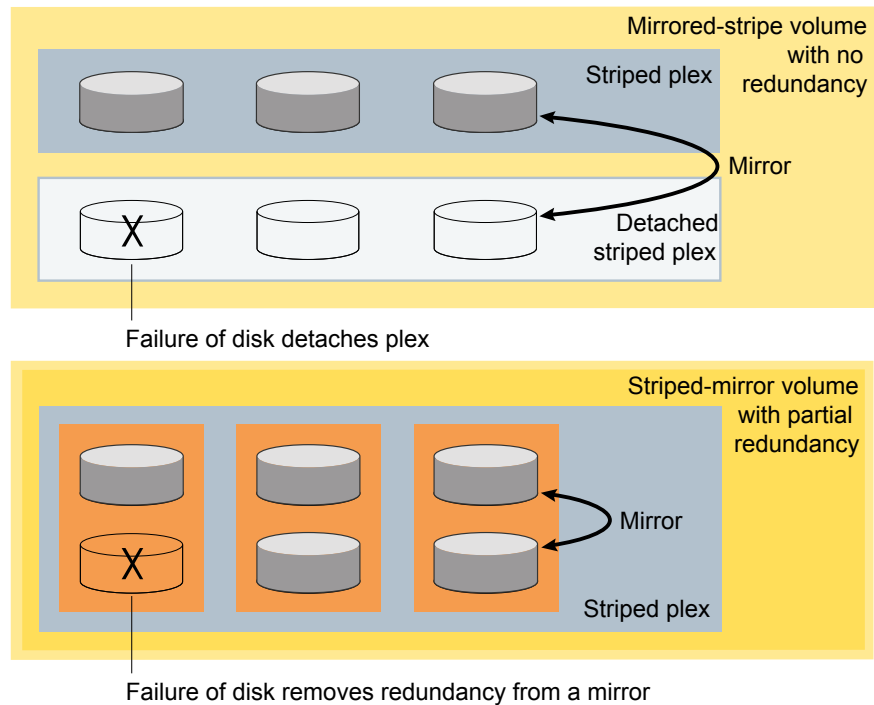 Mirrored-stripe volume
with no
redundancy
Striped plex
Mirror
Detached
striped plex
X
Failure of disk detaches plex
Striped-mirror volume
with partial
redundancy
Mirror
X
Striped plex
Failure of disk removes redundancy from a mirror